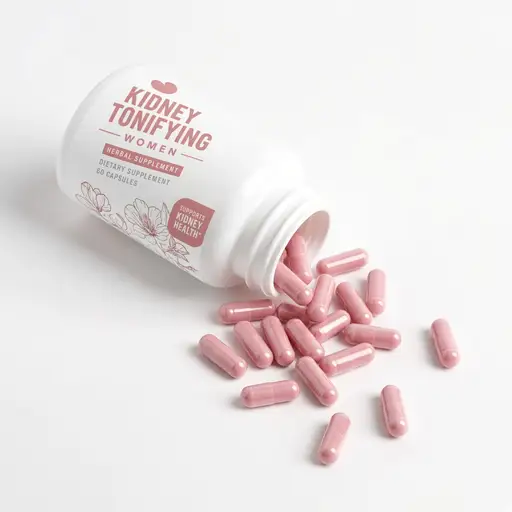 KIDNEY
TONIFYING
WOMEN
HERBAL SUPPLEMENT
DIETARY SUPPLEMENT
60 CAPSULES
SUPPORTS
KIDNEY
HEALTH*